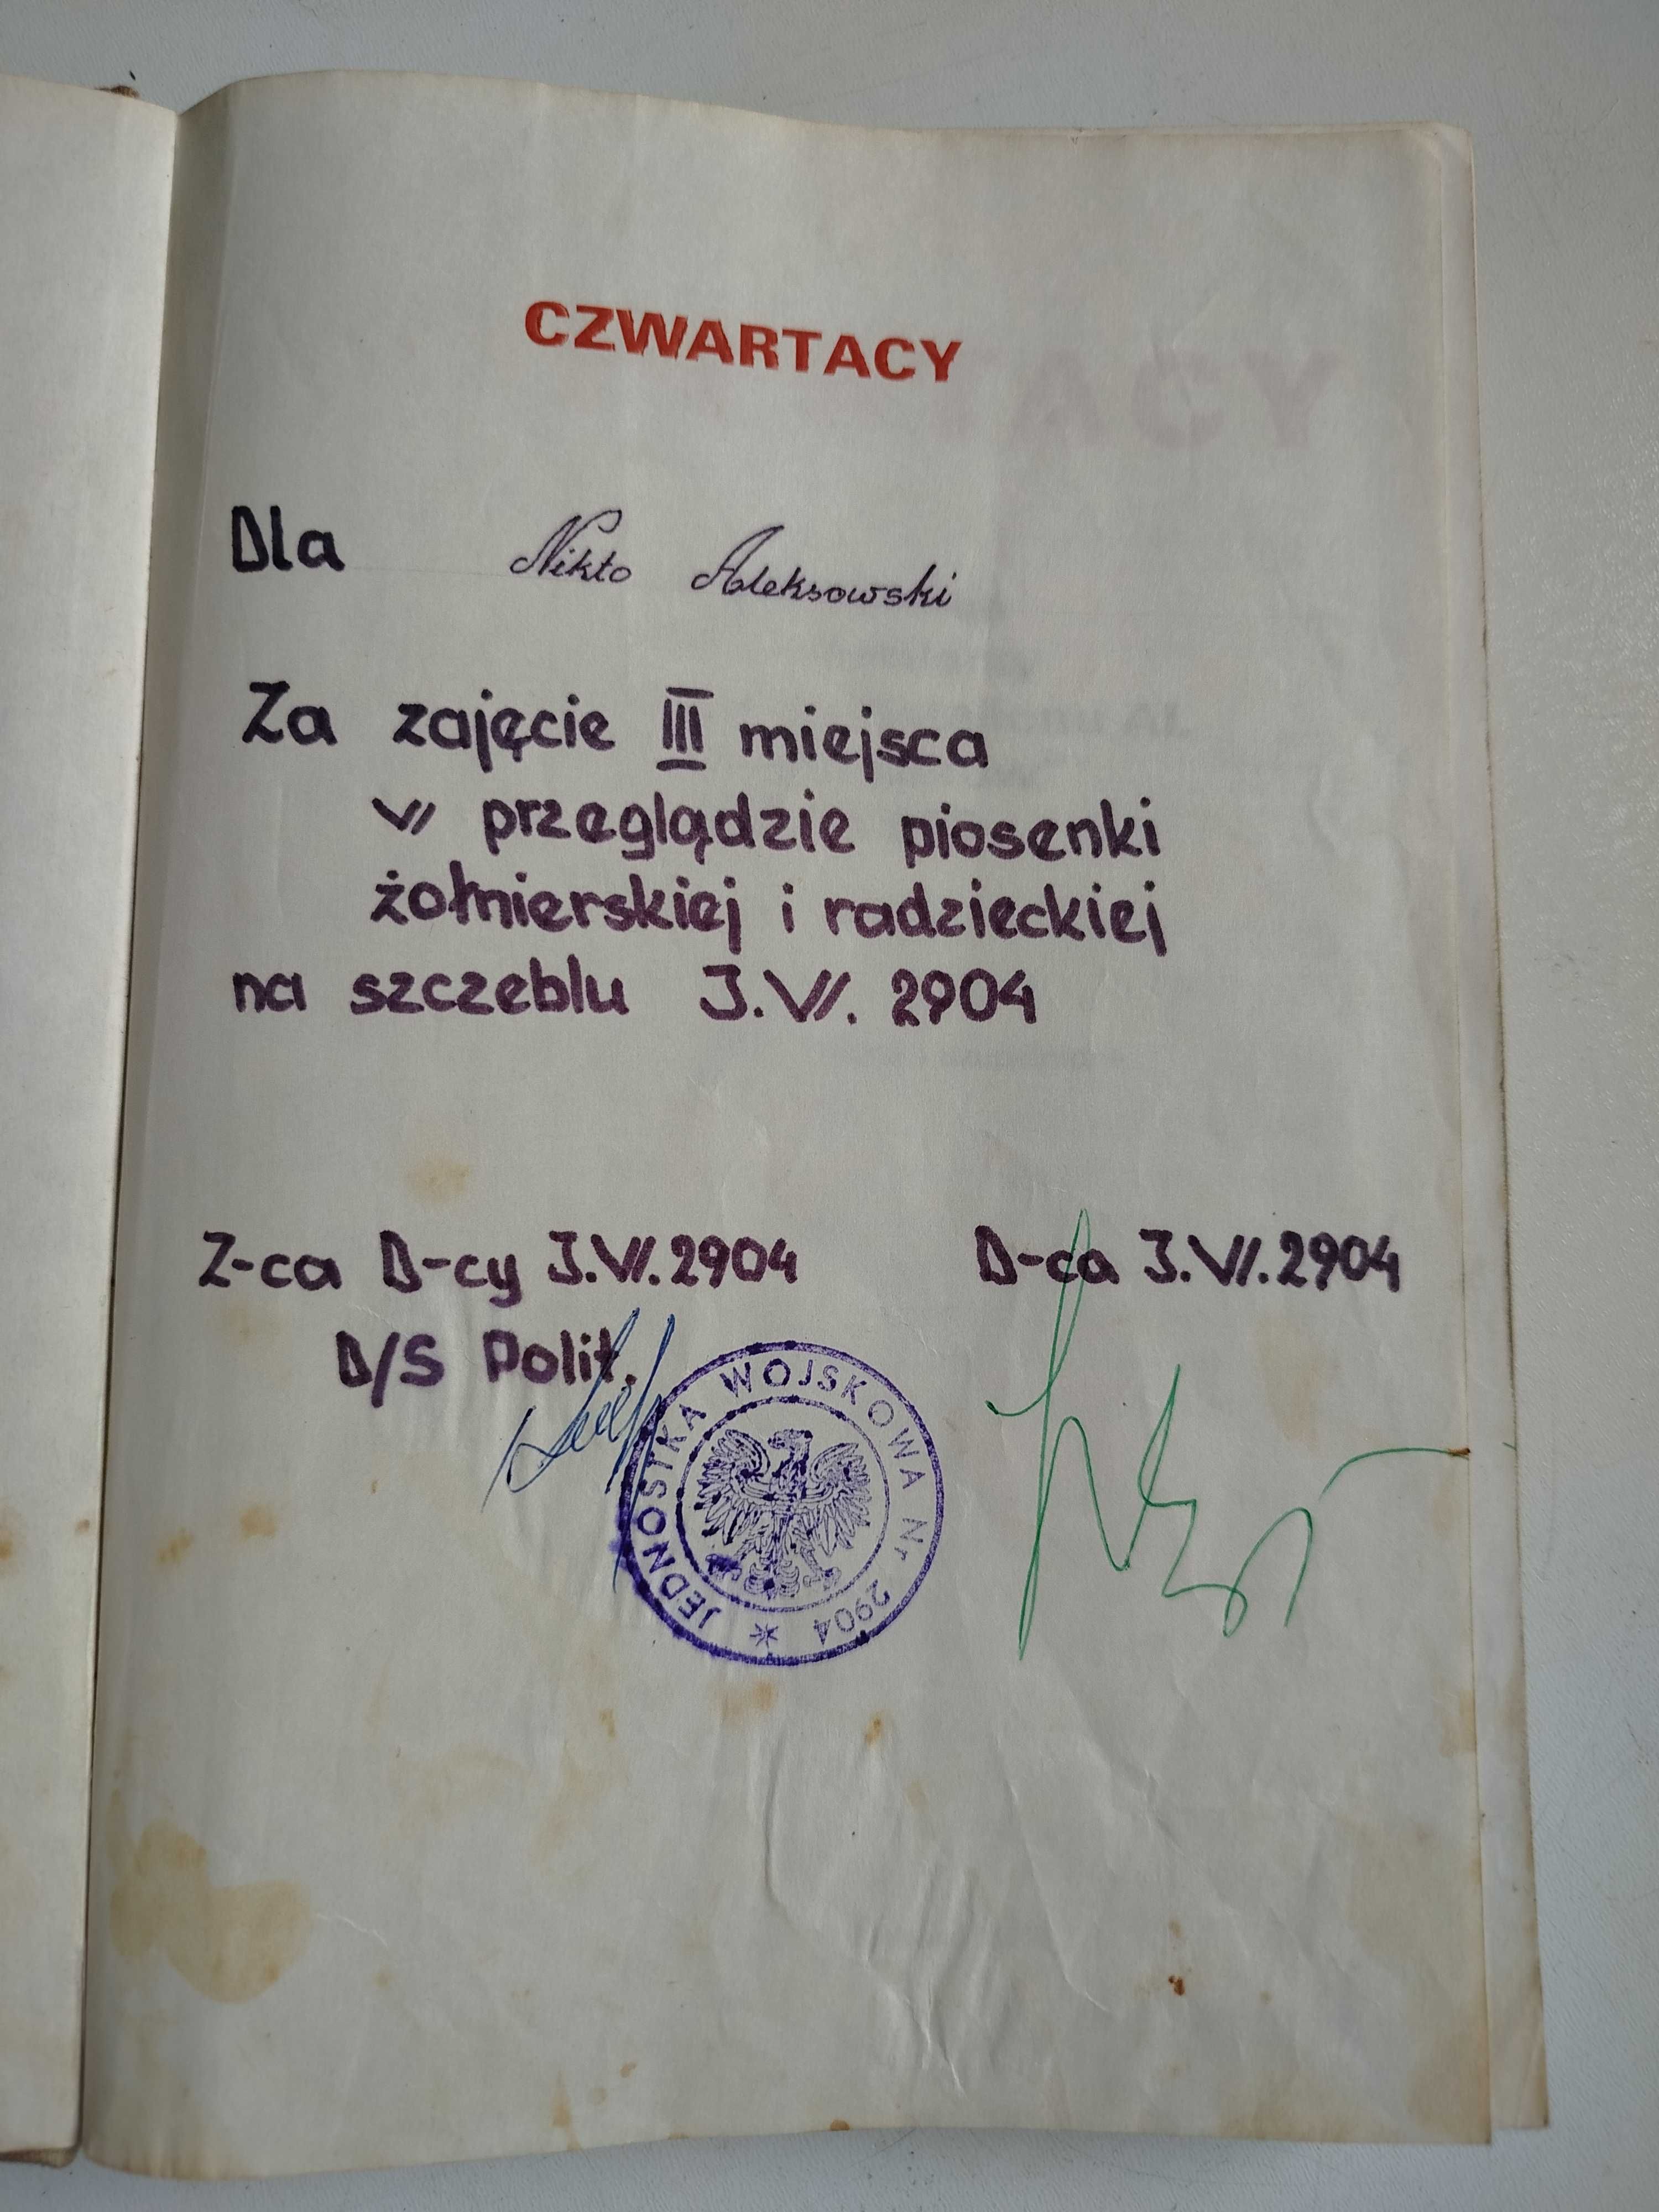 CZWARTACY
Dla Nikto Aleksowski
Za zajęcie III miejsca
w przeglądzie piosenki
żołnierskiej i radzieckiej
na szczeblu J.W. 2904
Z-ca D-cy J.W. 2904 D-ca J.W. 2904
D/S Polit.
JEDNOSTKA WOJSKOWA Nr 2904